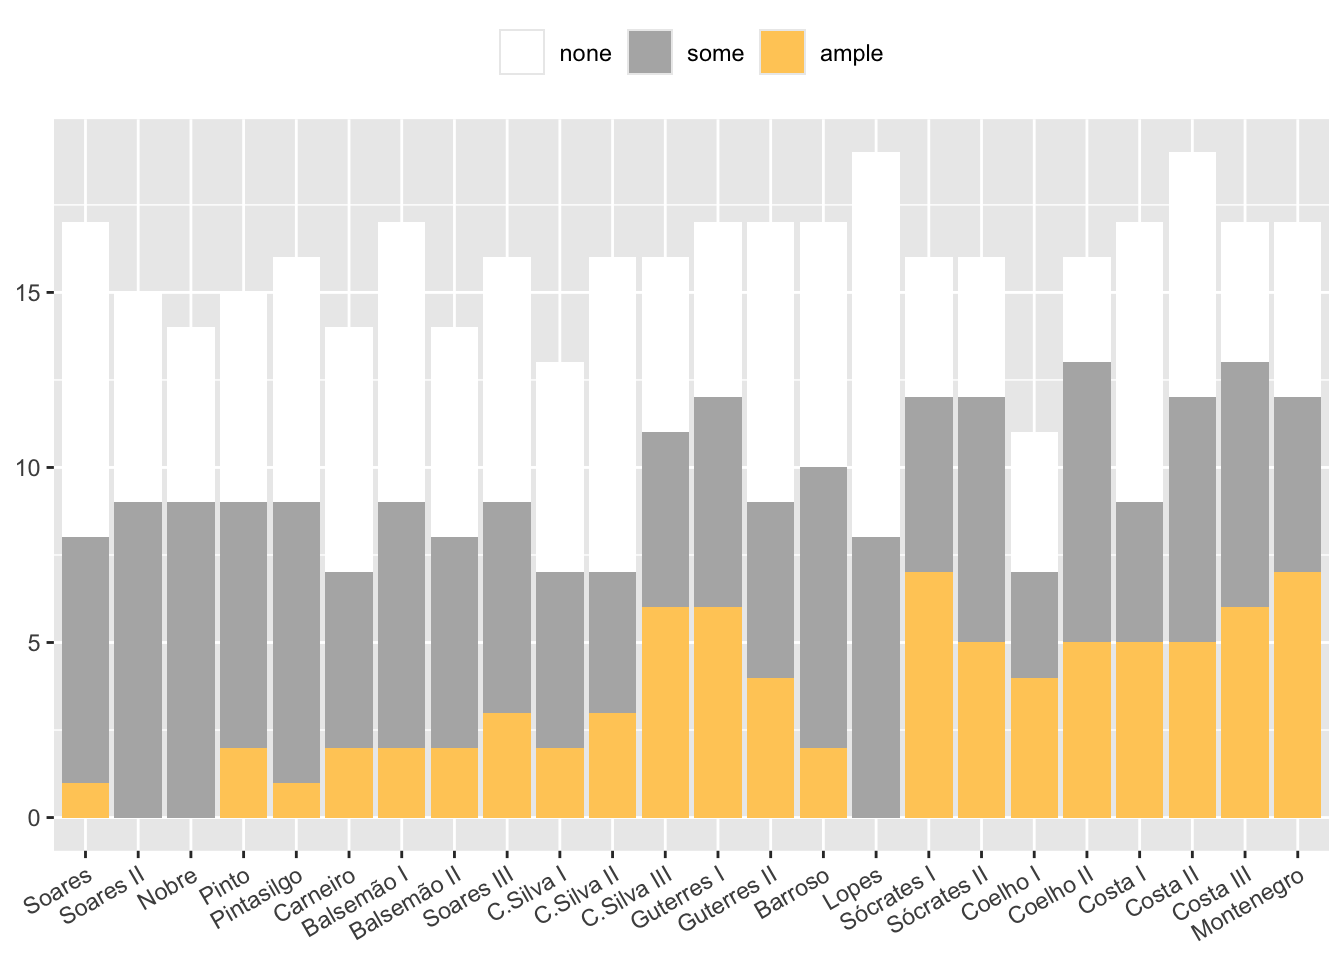 none some ample
15
10
5
0
Soares
Soares II
Nobre
Pinto
Pintasilgo
Carneiro
Balsemão I
Balsemão II
Soares III
C.Silva I
C.Silva II
C.Silva III
Guterres I
Guterres II
Barroso
Lopes
Sócrates I
Sócrates II
Coelho I
Coelho II
Costa I
Costa II
Costa III
Montenegro